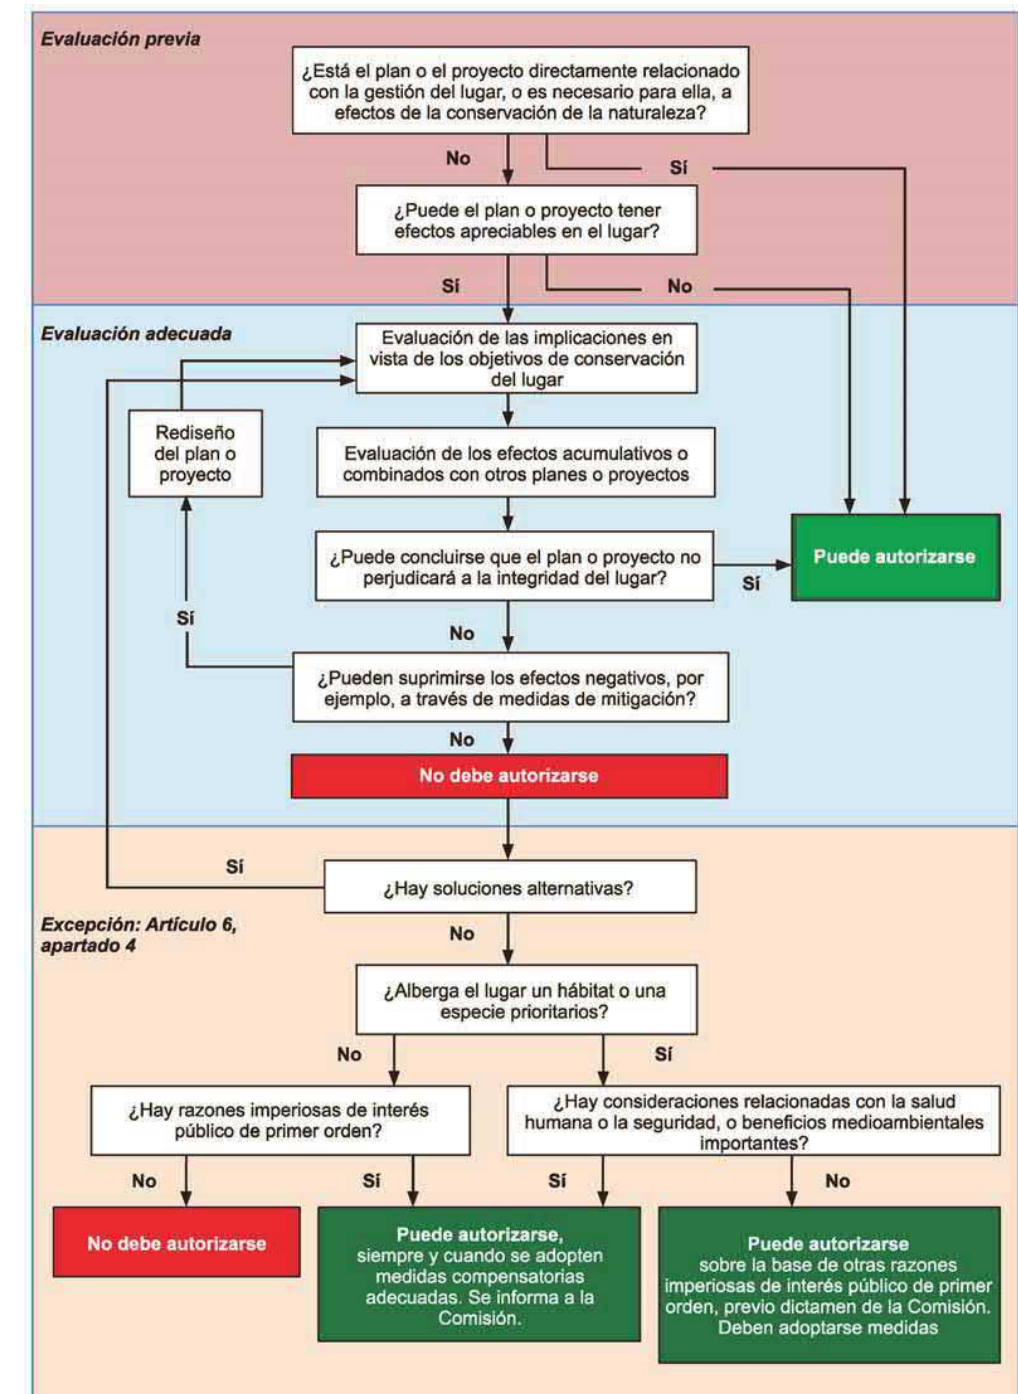 Evaluación previa
¿Está el plan o el proyecto directamente relacionado
con la gestión del lugar, o es necesario para ella, a
efectos de la conservación de la naturaleza?
No
Sí
¿Puede el plan o proyecto tener
efectos apreciables en el lugar?
Sí
No
Evaluación adecuada
Evaluación de las implicaciones en
vista de los objetivos de conservación
del lugar
Rediseño
del plan o
proyecto
Evaluación de los efectos acumulativos o
combinados con otros planes o proyectos
¿Puede concluirse que el plan o proyecto no
perjudicará a la integridad del lugar?
Sí
Puede autorizarse
Sí
No
¿Pueden suprimirse los efectos negativos, por
ejemplo, a través de medidas de mitigación?
No
No debe autorizarse
Sí
¿Hay soluciones alternativas?
Excepción: Artículo 6,
apartado 4
No
¿Alberga el lugar un hábitat o una
especie prioritarios?
No
Sí
¿Hay razones imperiosas de interés
público de primer orden?
¿Hay consideraciones relacionadas con la salud
humana o la seguridad, o beneficios medioambientales
importantes?
No
Sí
Sí
No
No debe autorizarse
Puede autorizarse,
siempre y cuando se adopten
medidas compensatorias
adecuadas. Se informa a la
Comisión.
Puede autorizarse
sobre la base de otras razones
imperiosas de interés público de primer
orden, previo dictamen de la Comisión.
Deben adoptarse medidas